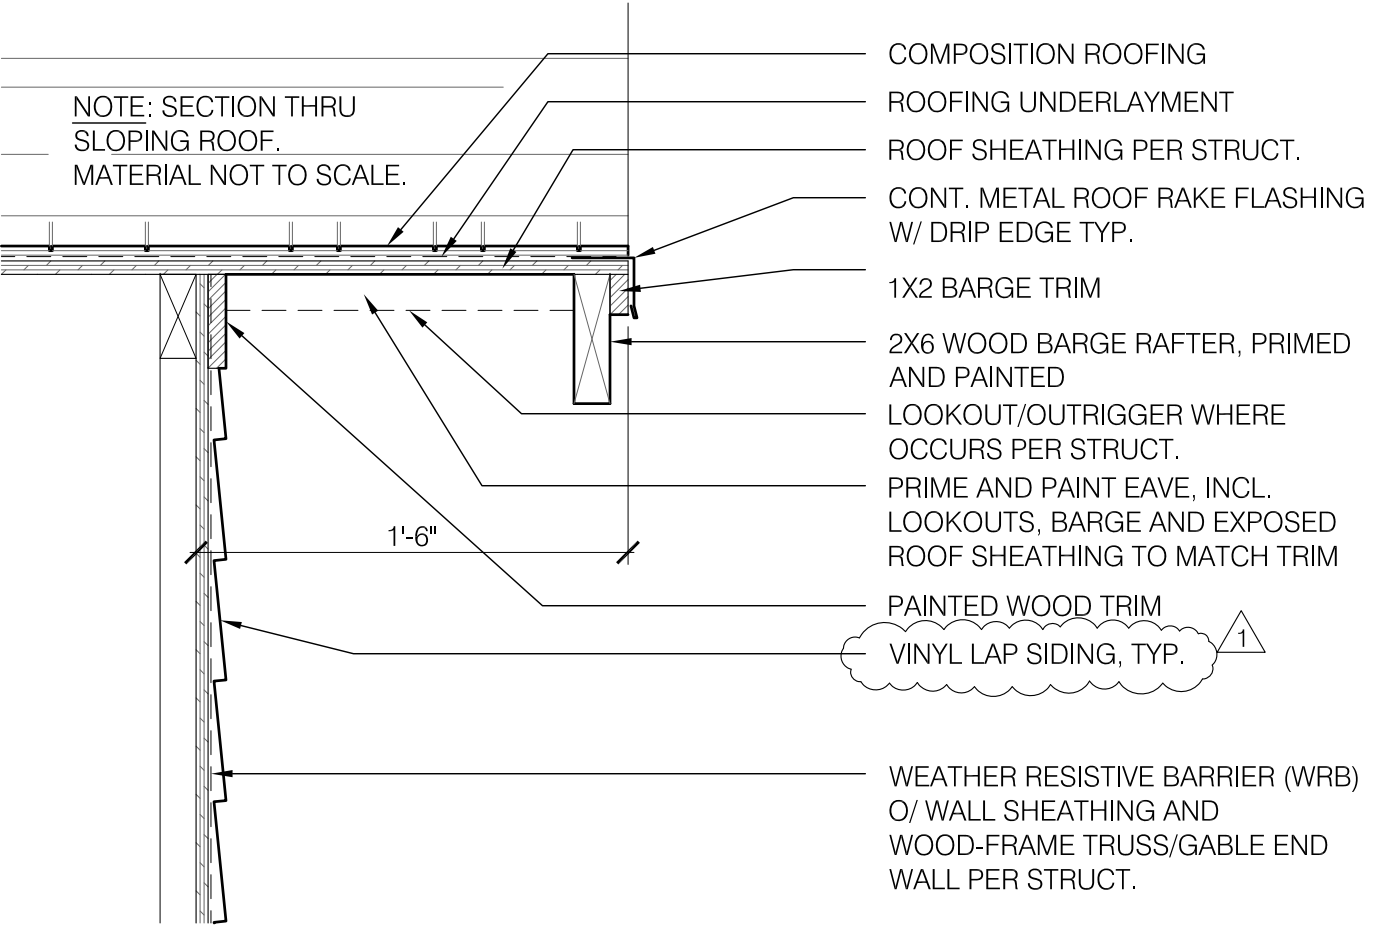 COMPOSITION ROOFING
ROOFING UNDERLAYMENT
NOTE: SECTION THRU
SLOPING ROOF.
MATERIAL NOT TO SCALE.
ROOF SHEATHING PER STRUCT.
CONT. METAL ROOF RAKE FLASHING
W/ DRIP EDGE TYP.
1X2 BARGE TRIM
2X6 WOOD BARGE RAFTER, PRIMED
AND PAINTED
LOOKOUT/OUTRIGGER WHERE
OCCURS PER STRUCT.
PRIME AND PAINT EAVE, INCL.
LOOKOUTS, BARGE AND EXPOSED
ROOF SHEATHING TO MATCH TRIM
1'-6"
PAINTED WOOD TRIM
VINYL LAP SIDING, TYP.
1
WEATHER RESISTIVE BARRIER (WRB)
O/ WALL SHEATHING AND
WOOD-FRAME TRUSS/GABLE END
WALL PER STRUCT.